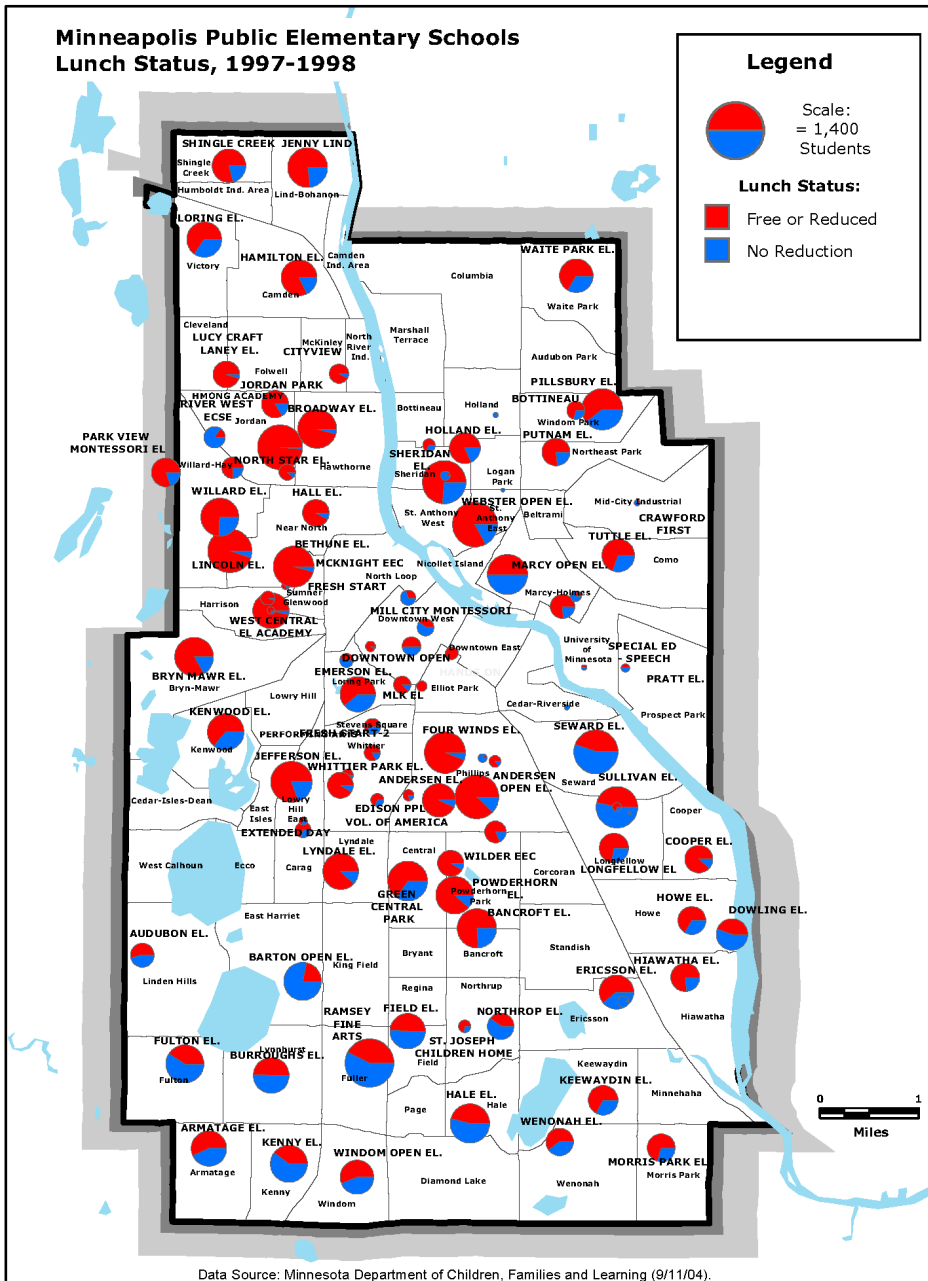 Minneapolis Public Elementary Schools
Lunch Status, 1997-1998
Legend
Scale:
= 1,400
Students
Lunch Status:
Free or Reduced
No Reduction
SHINGLE CREEK
JENNY LIND
Shingle
Creek
Humboldt Ind. Area
Lind-Bohanon
LORING EL.
Victory
HAMILTON EL.
Camden
Camden
Ind. Area
Columbia
WAITE PARK EL.
Waite Park
Cleveland
LUCY CRAFT
LANEY EL.
Folwell
McKinley
CITYVIEW
North
River
Ind.
Marshall
Terrace
Audubon Park
JORDAN PARK
HMONG ACADEMY
RIVER WEST
ECSE
Jordan
BROADWAY EL.
Bottineau
Holland
PILLSBURY EL.
BOTTINEAU
Windom Park
PUTNAM EL.
Northeast Park
PARK VIEW
MONTESSORI EL
Willard-Hay
NORTH STAR EL.
Hawthorne
HOLLAND EL.
SHERIDAN
EL.
Sheridan
Logan
Park
WILLARD EL.
HALL EL.
Near North
St. Anthony
West
WEBSTER OPEN EL.
St.
Anthony
East
Beltrami
Mid-City Industrial
CRAWFORD
FIRST
TUTTLE EL.
Como
LINCOLN EL.
BETHUNE EL.
MCKNIGHT EEC
FRESH START
North Loop
Nicollet Island
MARCY OPEN EL.
Marcy-Holmes
Harrison
Sumner
Glenwood
WEST CENTRAL
EL ACADEMY
MILL CITY MONTESSORI
Downtown West
DOWNTOWN OPEN
Downtown East
University
of
Minnesota
SPECIAL ED
- SPEECH
PRATT EL.
BRYN MAWR EL.
Bryn-Mawr
Lowry Hill
EMERSON EL.
Loring Park
HANDS ON
MLK EL
Elliot Park
Cedar-Riverside
Prospect Park
KENWOOD EL.
Kenwood
PERFORMING ARTS
Stevens Square
FRESH START-2
Whittier
FOUR WINDS EL.
SEWARD EL.
Seward
JEFFERSON EL.
WHITTIER PARK EL.
ANDERSEN EL.
Phillips
ANDERSEN
OPEN EL.
SULLIVAN EL.
Cooper
Cedar-Isles-Dean
East
Isles
Lowry
Hill
East
EDISON PPL
VOL. OF AMERICA
EXTENDED DAY
Lyndale
West Calhoun
Ecco
Carag
LYNDALE EL.
Central
WILDER EEC
Corcoran
Longfellow
LONGFELLOW EL
COOPER EL.
GREEN
CENTRAL
PARK
POWDERHORN
EL.
Powderhorn
Park
East Harriet
BANCROFT EL.
Bancroft
Howe
HOWE EL.
DOWLING EL.
AUDUBON EL.
Linden Hills
BARTON OPEN EL.
King Field
Bryant
Standish
ERICSSON EL.
Ericsson
HIAWATHA EL.
Hiawatha
Regina
Northrup
RAMSEY
FINE
ARTS
FIELD EL.
NORTHROP EL.
ST. JOSEPH
CHILDREN HOME
Field
FULTON EL.
Fulton
Lynnhurst
BURROUGHS EL.
Fuller
Keewaydin
KEEWAYDIN EL.
Minnehaha
Page
HALE EL.
Hale
WENONAH EL.
Wenonah
ARMATAGE EL.
Armatage
KENNY EL.
Kenny
WINDOM OPEN EL.
Windom
Diamond Lake
MORRIS PARK EL.
Morris Park
0 1
Miles
Data Source: Minnesota Department of Children, Families and Learning (9/11/04).